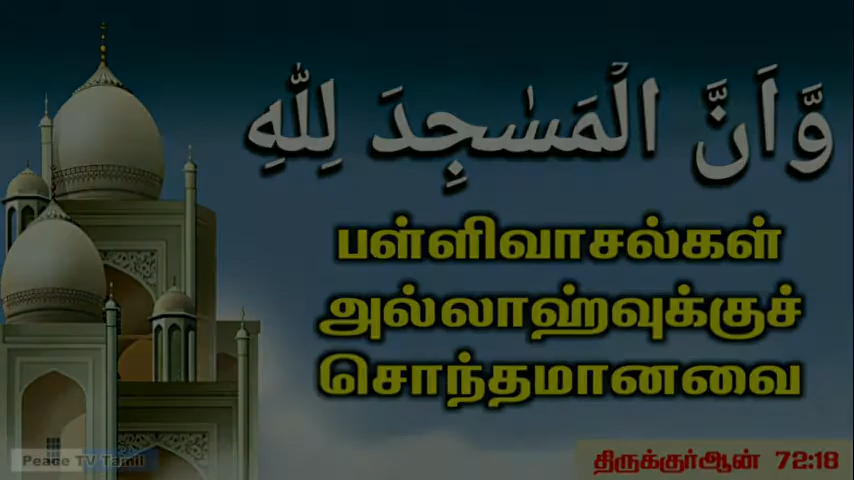 وَّاَنَّ الْمَسٰجِدَ لِلّٰهِ
பள்ளிவாசல்கள்
அல்லாஹ்வுக்குச்
சொந்தமானவை
Peace TV Tamil
திருக்குர்ஆன் 72:18